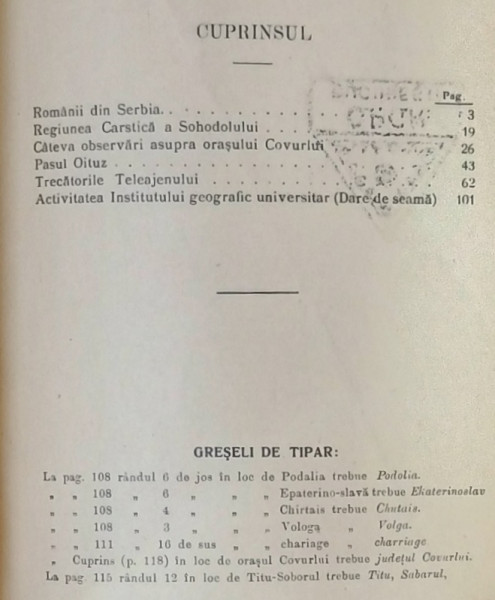 CUPRINSUL
Pag.
Românii din Serbia. . . . . . . . . . . . . 3
Regiunea Carstică a Sohodolului . . . . 19
Câteva observări asupra orașului Covurlui 26
Pasul Oituz . . . . . . . . . . . . . . . . 43
Trecătorile Teleajenului . . . . . . . . . . 62
Activitatea Institutului geografic universitar (Dare de seamă) 101
GREȘELI DE TIPAR:
La pag. 108 rândul 6 de jos în loc de Podalia trebue Podolia.
„ „ 108 „ 6 „ „ „ Epaterino-slavă trebue Ekaterinoslav
„ „ 108 „ 4 „ „ „ Chirtais trebue Chutais.
„ „ 108 „ 3 „ „ „ Vologa „ Volga.
„ „ 111 „ 16 de sus „ „ chariage „ charriage
„ Cuprins (p. 118) în loc de orașul Covurlui trebue județul Covurlui.
La pag. 115 rândul 12 în loc de Titu-Soborul trebue Titu, Sabarul,